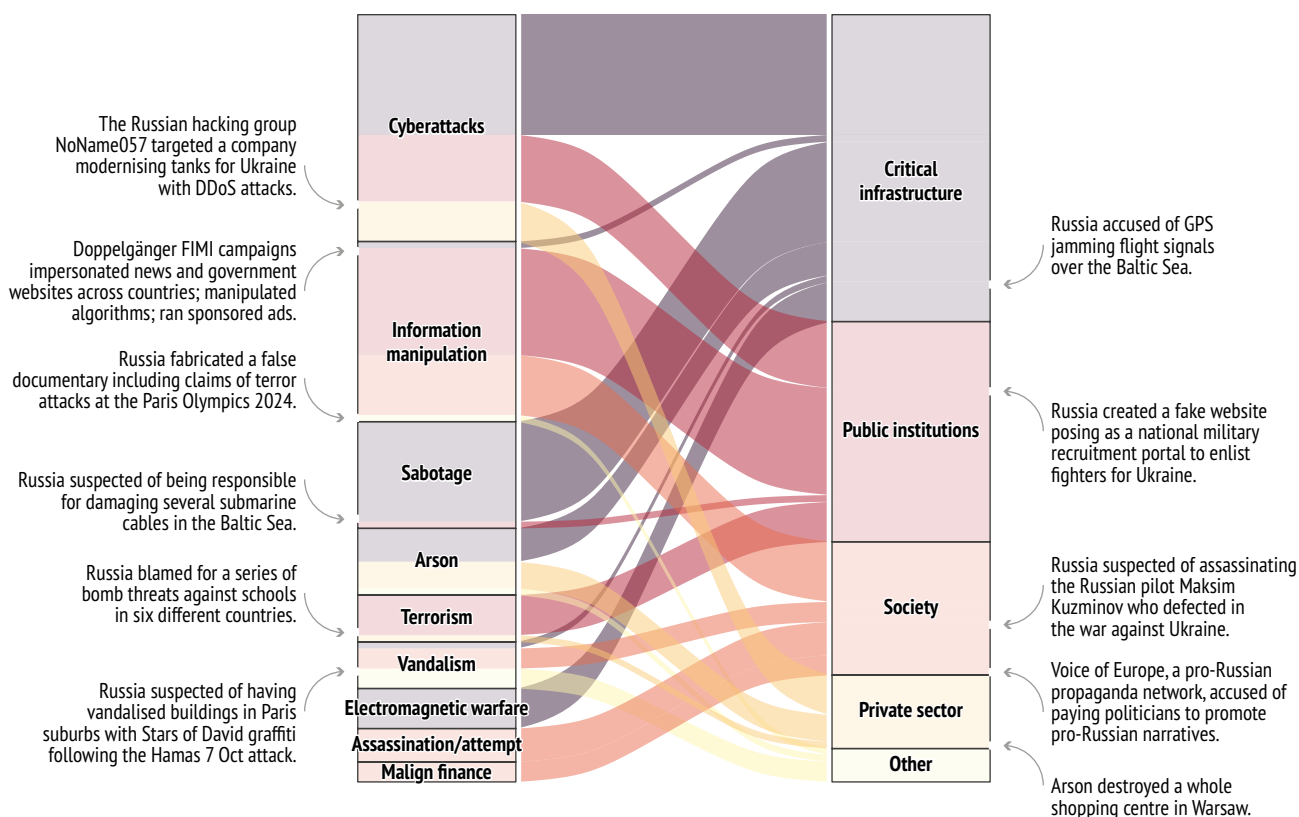 The Russian hacking group
NoName057 targeted a company
modernising tanks for Ukraine
with DDoS attacks.
Doppelgänger FIMI campaigns
impersonated news and government
websites across countries; manipulated
algorithms; ran sponsored ads.
Russia fabricated a false
documentary including claims of terror
attacks at the Paris Olympics 2024.
Russia suspected of being responsible
for damaging several submarine
cables in the Baltic Sea.
Russia blamed for a series of
bomb threats against schools
in six different countries.
Russia suspected of having
vandalised buildings in Paris
suburbs with Stars of David graffiti
following the Hamas 7 Oct attack.
Cyberattacks
Information
manipulation
Sabotage
Arson
Terrorism
Vandalism
Electromagnetic warfare
Assassination/attempt
Malign finance
Critical
infrastructure
Public institutions
Society
Private sector
Other
Russia accused of GPS
jamming flight signals
over the Baltic Sea.
Russia created a fake website
posing as a national military
recruitment portal to enlist
fighters for Ukraine.
Russia suspected of assassinating
the Russian pilot Maksim
Kuzminov who defected in
the war against Ukraine.
Voice of Europe, a pro-Russian
propaganda network, accused of
paying politicians to promote
pro-Russian narratives.
Arson destroyed a whole
shopping centre in Warsaw.